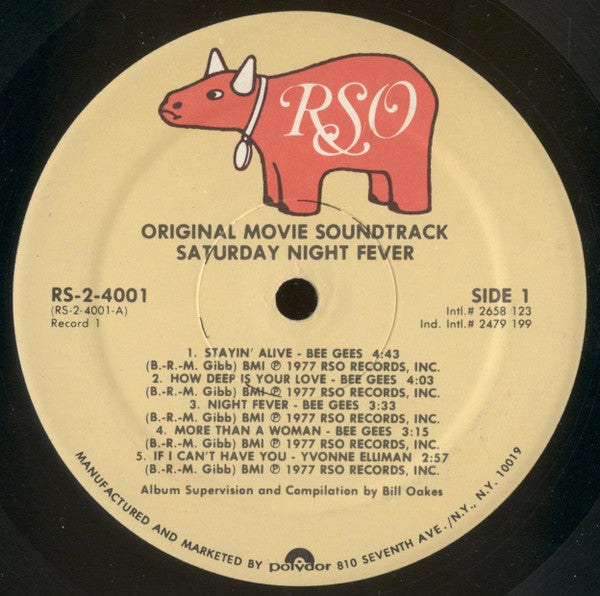 RSO
ORIGINAL MOVIE SOUNDTRACK
SATURDAY NIGHT FEVER
RS-2-4001
(RS-2-4001-A)
Record 1
SIDE 1
Intl.# 2658 123
Ind. Intl.# 2479 199
1. STAYIN' ALIVE - BEE GEES 4:43
(B.-R.-M. Gibb) BMI ℗ 1977 RSO RECORDS, INC.
2. HOW DEEP IS YOUR LOVE - BEE GEES 4:03
(B.-R.-M. Gibb) BMI ℗ 1977 RSO RECORDS, INC.
3. NIGHT FEVER - BEE GEES 3:33
(B.-R.-M. Gibb) BMI ℗ 1977 RSO RECORDS, INC.
4. MORE THAN A WOMAN - BEE GEES 3:15
(B.-R.-M. Gibb) BMI ℗ 1977 RSO RECORDS, INC.
5. IF I CAN'T HAVE YOU - YVONNE ELLIMAN 2:57
(B.-R.-M. Gibb) BMI ℗ 1977 RSO RECORDS, INC.
Album Supervision and Compilation by Bill Oakes
MANUFACTURED AND MARKETED BY polydor 810 SEVENTH AVE./N.Y., N.Y. 10019